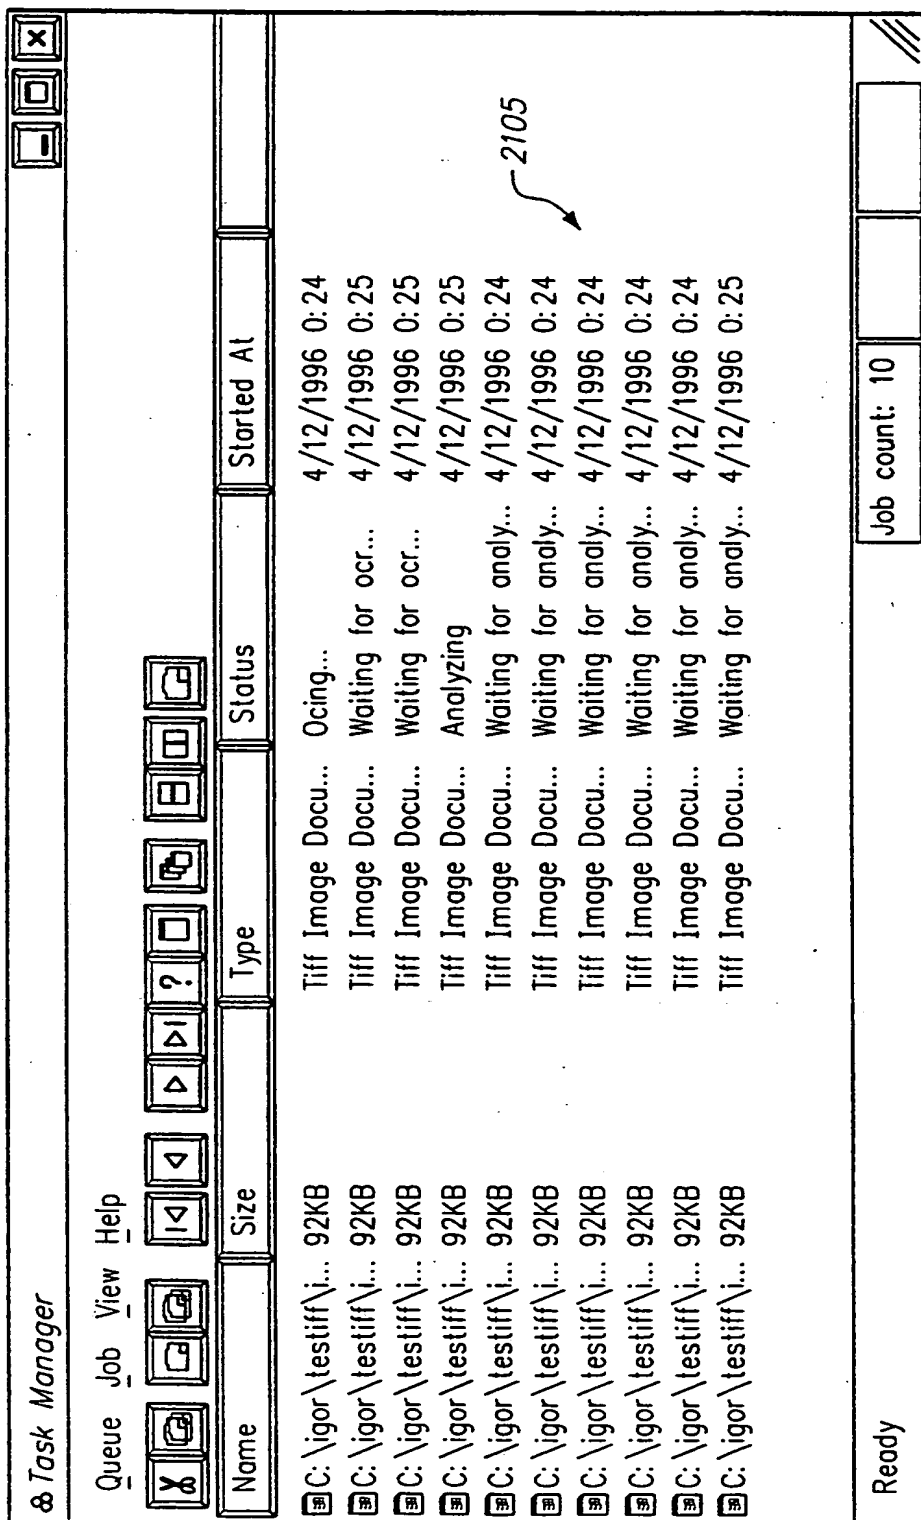 & Task Manager
Queue Job View Help
?
Name Size Type Status Started At
C: \igor\testiff\i... 92KB Tiff Image Docu... Ocing... 4/12/1996 0:24
C: \igor\testiff\i... 92KB Tiff Image Docu... Waiting for ocr... 4/12/1996 0:25
C: \igor\testiff\i... 92KB Tiff Image Docu... Waiting for ocr... 4/12/1996 0:25
C: \igor\testiff\i... 92KB Tiff Image Docu... Analyzing 4/12/1996 0:25
C: \igor\testiff\i... 92KB Tiff Image Docu... Waiting for analy... 4/12/1996 0:24
C: \igor\testiff\i... 92KB Tiff Image Docu... Waiting for analy... 4/12/1996 0:24
C: \igor\testiff\i... 92KB Tiff Image Docu... Waiting for analy... 4/12/1996 0:24
C: \igor\testiff\i... 92KB Tiff Image Docu... Waiting for analy... 4/12/1996 0:24
C: \igor\testiff\i... 92KB Tiff Image Docu... Waiting for analy... 4/12/1996 0:24
C: \igor\testiff\i... 92KB Tiff Image Docu... Waiting for analy... 4/12/1996 0:25
2105
Ready Job count: 10